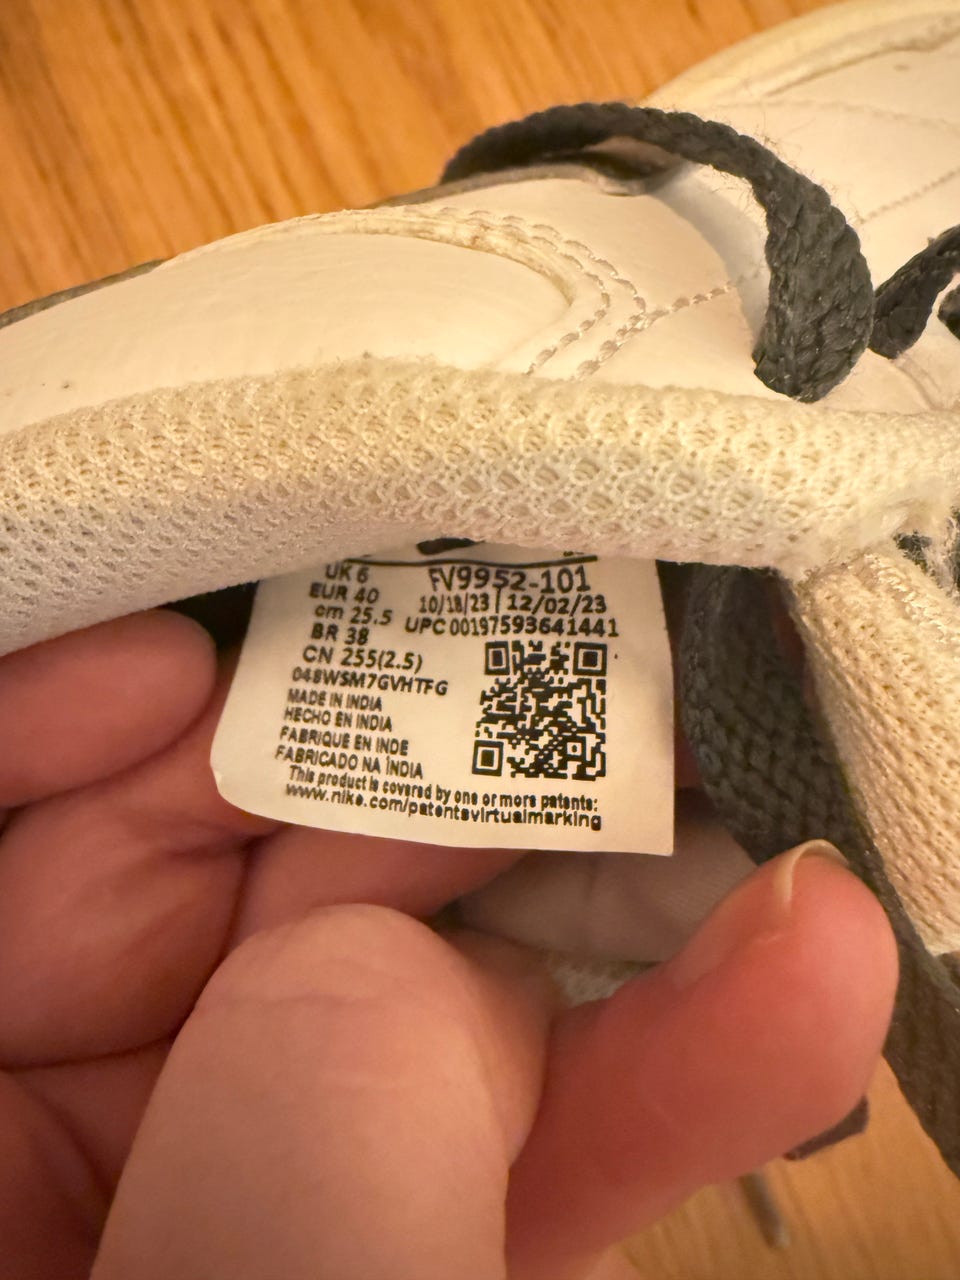 UK 6
EUR 40
cm 25.5
BR 38
CN 255(2.5)
048WSM7GVHTFG
MADE IN INDIA
HECHO EN INDIA
FABRIQUE EN INDE
FABRICADO NA ÍNDIA
FV9952-101
10/18/23 | 12/02/23
UPC 00197593641441
This product is covered by one or more patents:
www.nike.com/patentsvirtualmarking